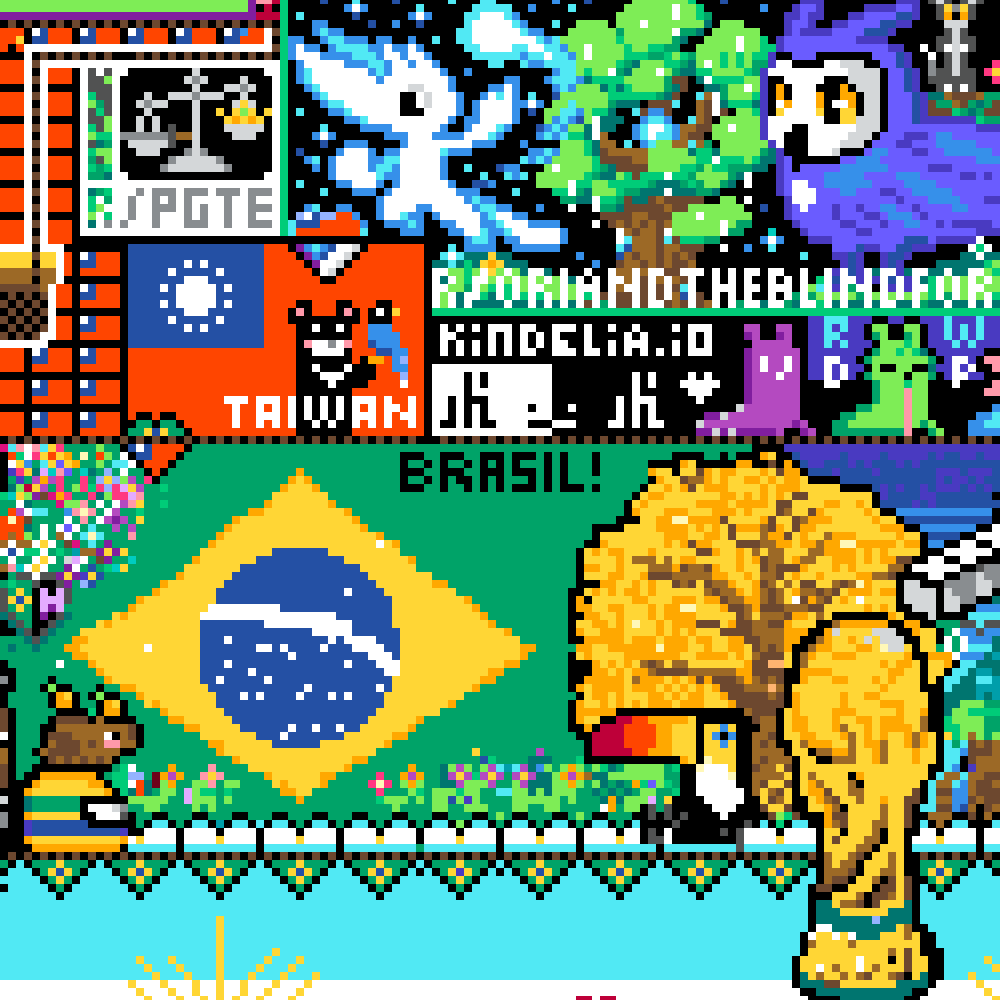 R/PGTE
R/ORIANDTHEBLINDFOR
KiNDELiA.iO
TAIWAN
BRASIL!